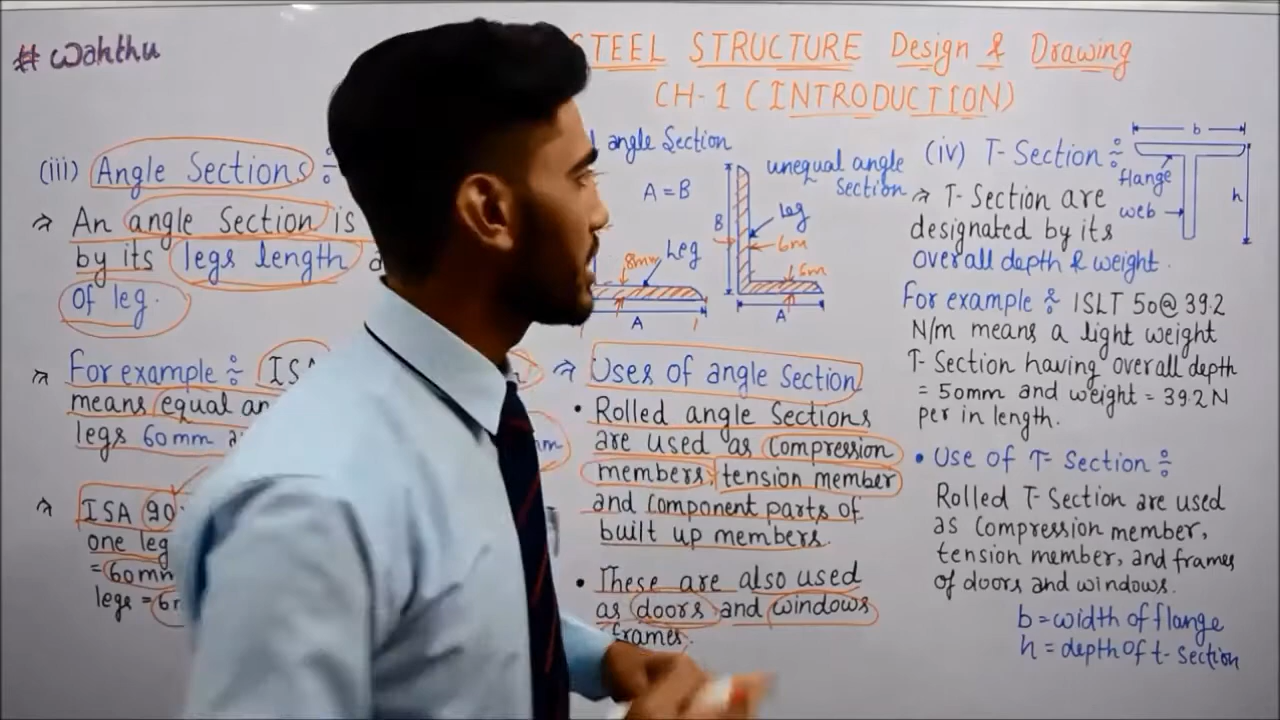 # Wakhu
STEEL STRUCTURE Design & Drawing
CH-1 (INTRODUCTION)
(iii) Angle Sections :
An angle Section is
by its legs length
of leg.
For example :
means equal
legs 60mm
ISA 90
one leg
= 60mm
legs =
angle Section
A = B
8mm
Leg
A
unequal angle
Section
B
Leg
6m
6m
A
Uses of angle Section
• Rolled angle Sections
are used as Compression
members, tension member
and Component parts of
built up members.
• These are also used
as doors and windows
frames.
(iv) T-Section :
b
flange
web
h
T-Section are
designated by its
overall depth & weight.
For example : ISLT 50@ 39.2
N/m means a light weight
T-Section having overall depth
= 50mm and weight = 39.2 N
per in length.
• Use of T-Section :
Rolled T-Section are used
as Compression member,
tension member, and frames
of doors and windows.
b = width of flange
h = depth of t-section